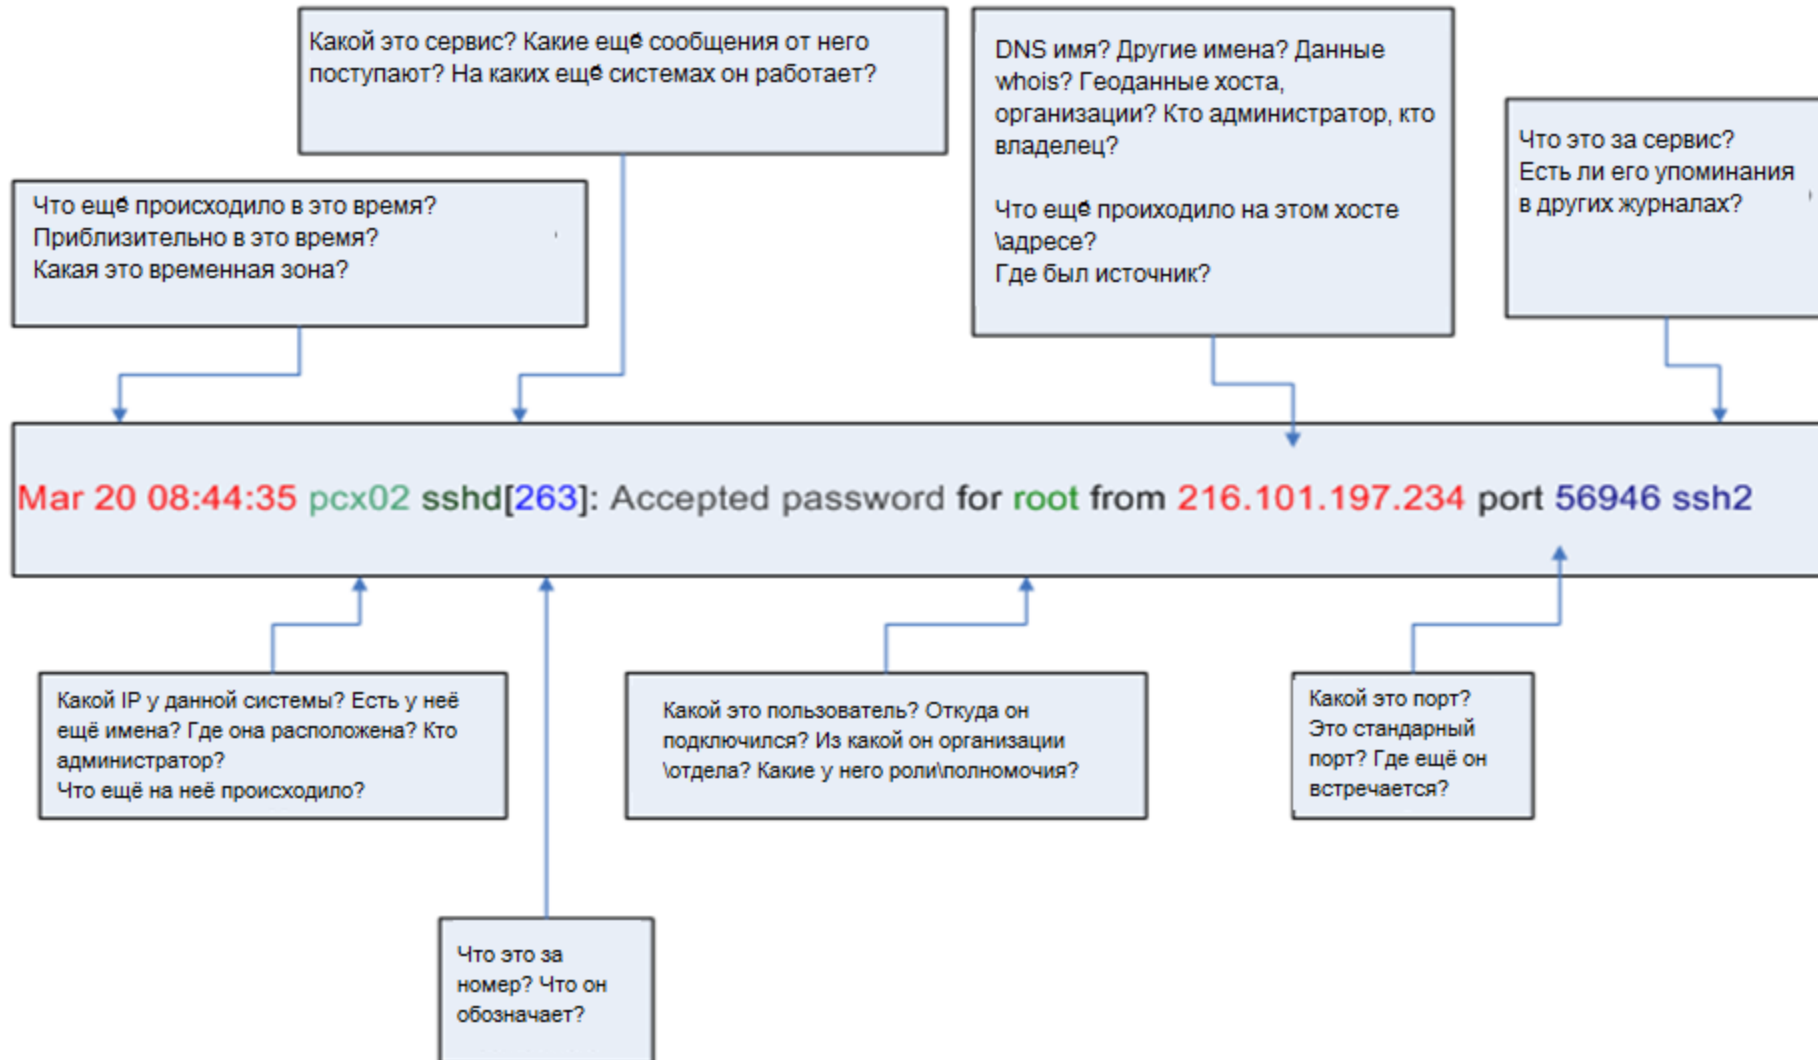 Какой это сервис? Какие ещё сообщения от него
поступают? На каких ещё системах он работает?
DNS имя? Другие имена? Данные
whois? Геоданные хоста,
организации? Кто администратор, кто
владелец?
Что ещё проиходило на этом хосте
\адресе?
Где был источник?
Что это за сервис?
Есть ли его упоминания
в других журналах?
Что ещё происходило в это время?
Приблизительно в это время?
Какая это временная зона?
Mar 20 08:44:35 pcx02 sshd[263]: Accepted password for root from 216.101.197.234 port 56946 ssh2
Какой IP у данной системы? Есть у неё
ещё имена? Где она расположена? Кто
администратор?
Что ещё на неё происходило?
Какой это пользователь? Откуда он
подключился? Из какой он организации
\отдела? Какие у него роли\полномочия?
Какой это порт?
Это стандарный
порт? Где ещё он
встречается?
Что это за
номер? Что он
обозначает?